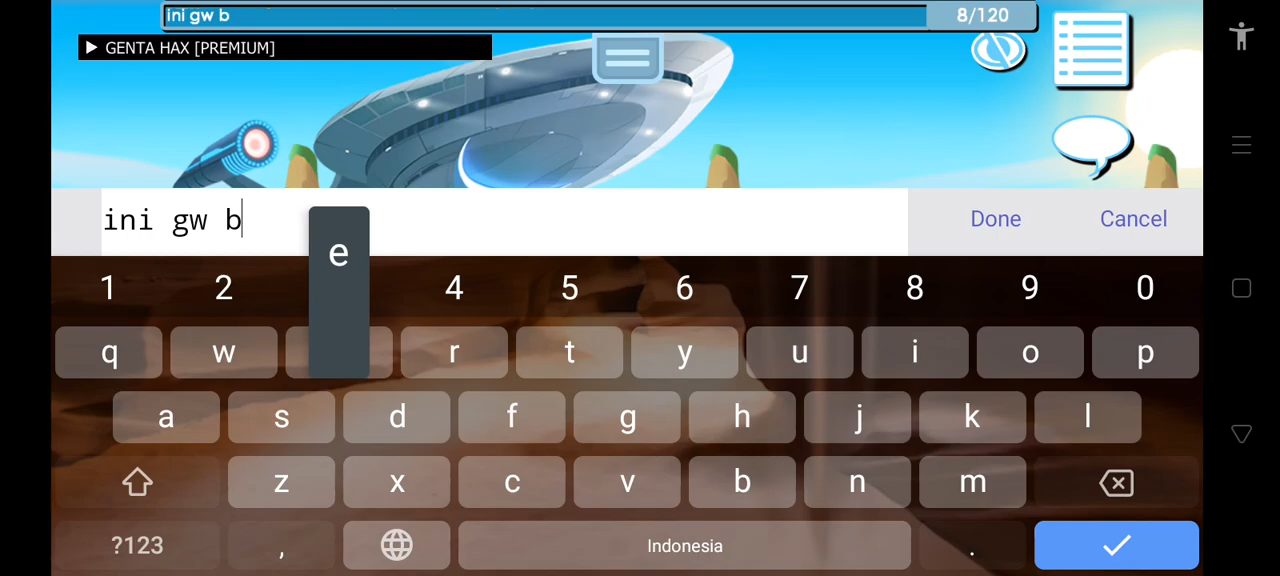 ini gw b
8/120
GENTA HAX [PREMIUM]
ini gw b
Done
Cancel
e
1 2 4 5 6 7 8 9 0
q w r t y u i o p
a s d f g h j k l
z x c v b n m
?123 , Indonesia .